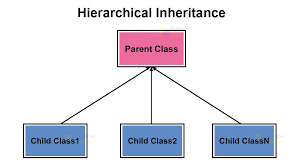 Hierarchical Inheritance
Parent Class
Child Class1
Child Class2
Child ClassN